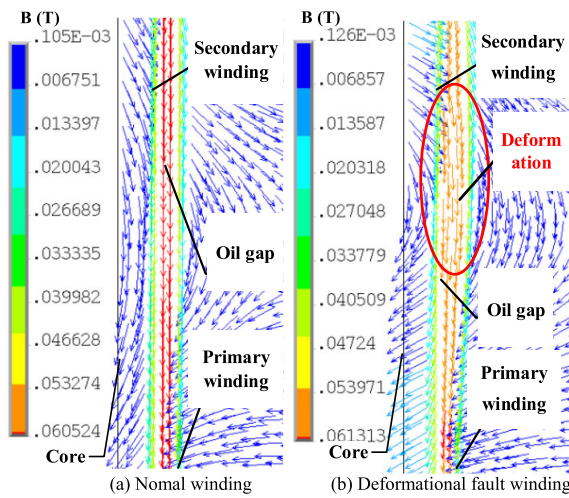 B (T)
.105E-03
.006751
.013397
.020043
.026689
.033335
.039982
.046628
.053274
.060524
Secondary
winding
Oil gap
Primary
winding
Core
(a) Nomal winding
B (T)
.126E-03
.006857
.013587
.020318
.027048
.033779
.040509
.04724
.053971
.061313
Secondary
winding
Deform
ation
Oil gap
Primary
winding
Core
(b) Deformational fault winding